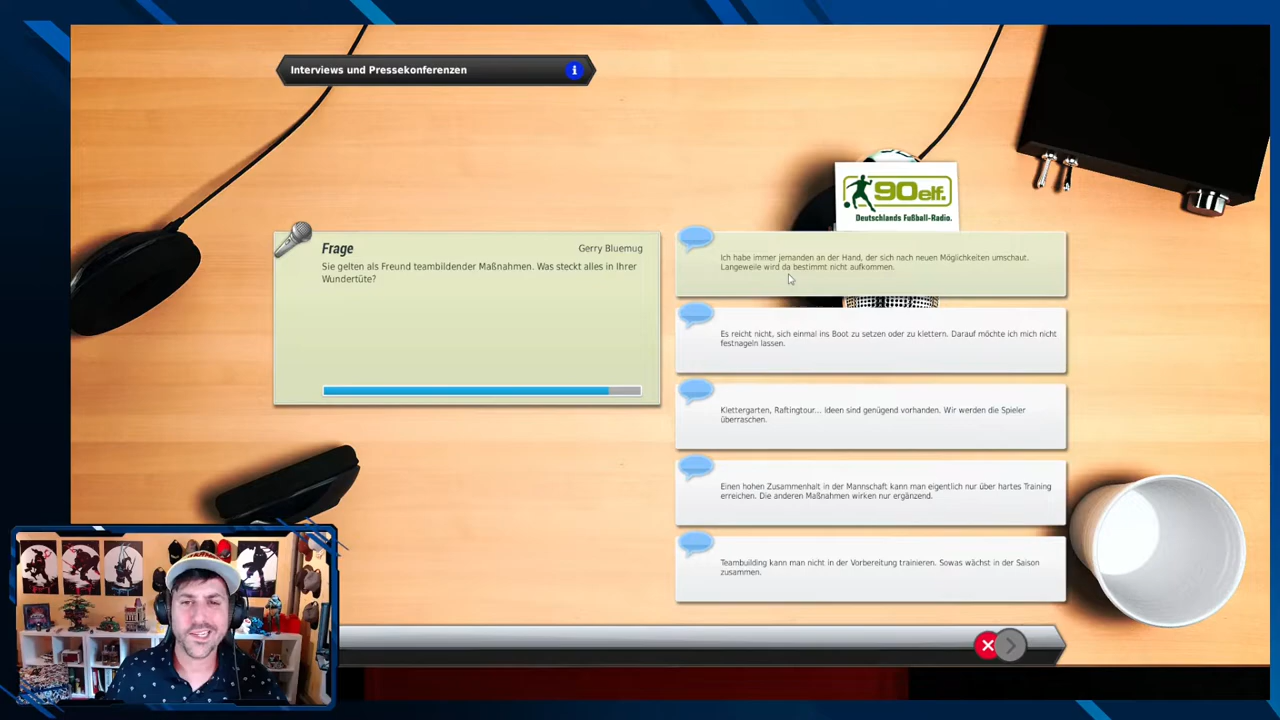 Interviews und Pressekonferenzen
90elf.
Deutschlands Fußball-Radio.
Frage
Gerry Bluemug
Sie gelten als Freund teambildender Maßnahmen. Was steckt alles in Ihrer
Wundertüte?
Ich habe immer jemanden an der Hand, der sich nach neuen Möglichkeiten umschaut.
Langeweile wird da bestimmt nicht aufkommen.
Es reicht nicht, sich einmal ins Boot zu setzen oder zu klettern. Darauf möchte ich mich nicht
festnageln lassen.
Klettergarten, Raftingtour... Ideen sind genügend vorhanden. Wir werden die Spieler
überraschen.
Einen hohen Zusammenhalt in der Mannschaft kann man eigentlich nur über hartes Training
erreichen. Die anderen Maßnahmen wirken nur ergänzend.
Teambuilding kann man nicht in der Vorbereitung trainieren. Sowas wächst in der Saison
zusammen.